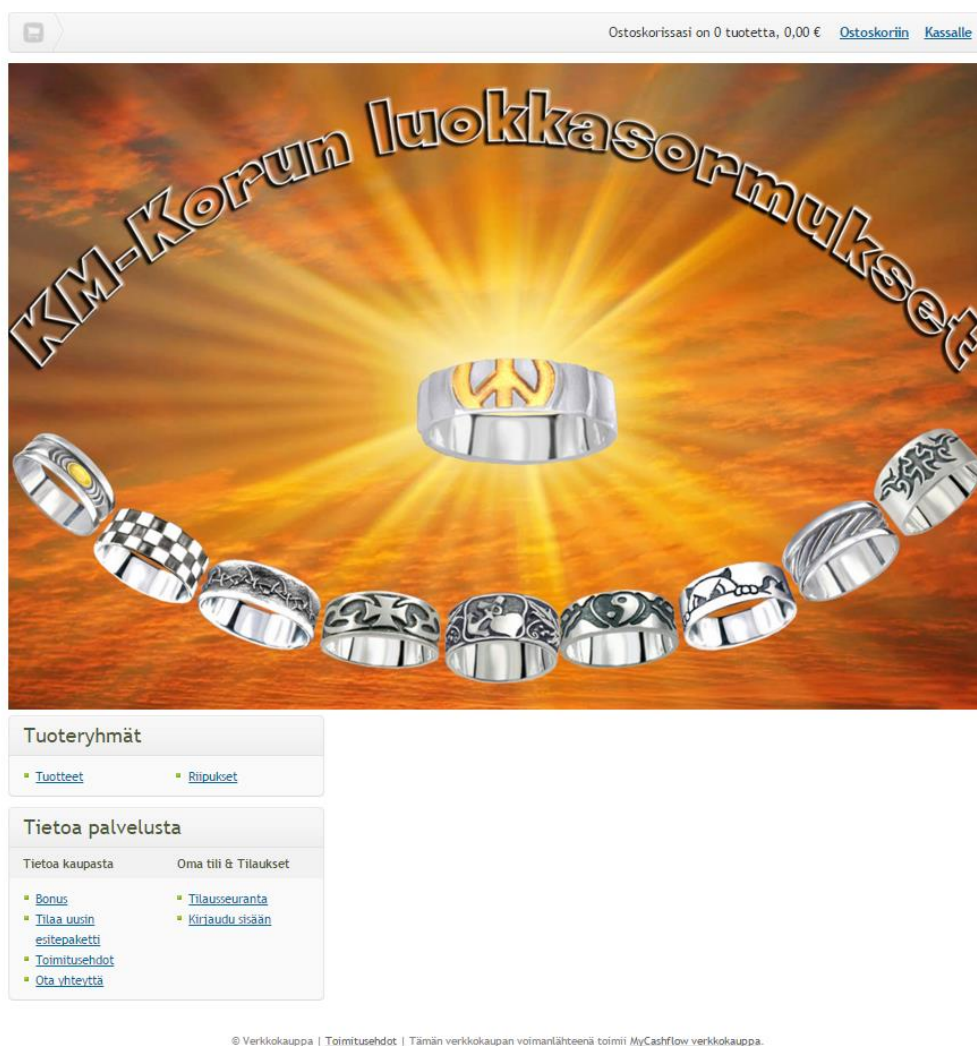 Ostoskorissasi on 0 tuotetta, 0,00 € Ostoskoriin Kassalle
KM-Korun luokkasormukset
Tuoteryhmät
Tuotteet Riipukset
Tietoa palvelusta
Tietoa kaupasta Oma tili & Tilaukset
Bonus Tilausseuranta
Tilaa uusin Kirjaudu sisään
esitepaketti
Toimitusehdot
Ota yhteyttä
© Verkkokauppa | Toimitusehdot | Tämän verkkokaupan voimanlähteenä toimii MyCashflow verkkokauppa.